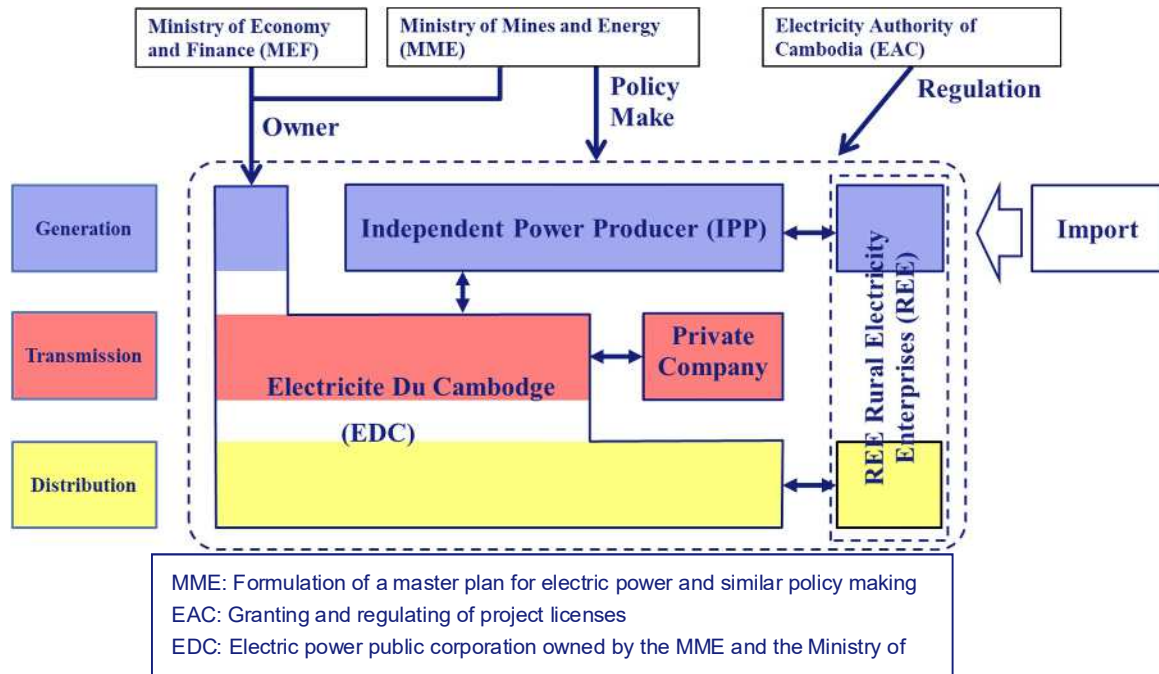 Ministry of Economy
and Finance (MEF)
Ministry of Mines and Energy
(MME)
Electricity Authority of
Cambodia (EAC)
Owner
Policy
Make
Regulation
Generation
Independent Power Producer (IPP)
Import
Transmission
Electricite Du Cambodge
(EDC)
Private
Company
REE Rural Electricity
Enterprises (REE)
Distribution
MME: Formulation of a master plan for electric power and similar policy making
EAC: Granting and regulating of project licenses
EDC: Electric power public corporation owned by the MME and the Ministry of